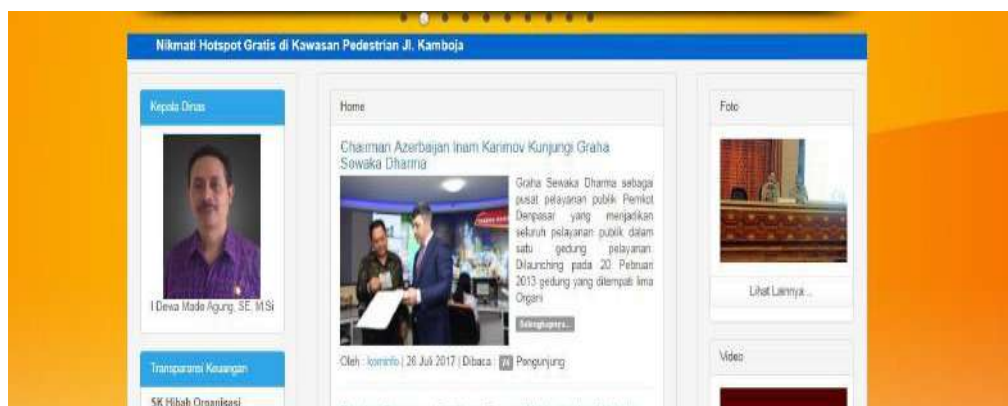 Nikmati Hotspot Gratis di Kawasan Pedestrian Jl. Kamboja
Kepala Dinas
I Dewa Made Agung, SE, M.Si
Transparansi Keuangan
SK Hibah Organisasi
Home
Chairman Azerbaijan Inam Karimov Kunjungi Graha
Sewaka Dharma
Graha Sewaka Dharma sebagai
pusat pelayanan publik Pemkot
Denpasar yang menjadikan
seluruh pelayanan publik dalam
satu gedung pelayanan.
Dilaunching pada 20 Pebruari
2013 gedung yang ditempati lima
Organi
Selengkapnya...
Oleh : kominfo | 26 Juli 2017 | Dibaca : Pengunjung
Foto
Lihat Lainnya...
Video